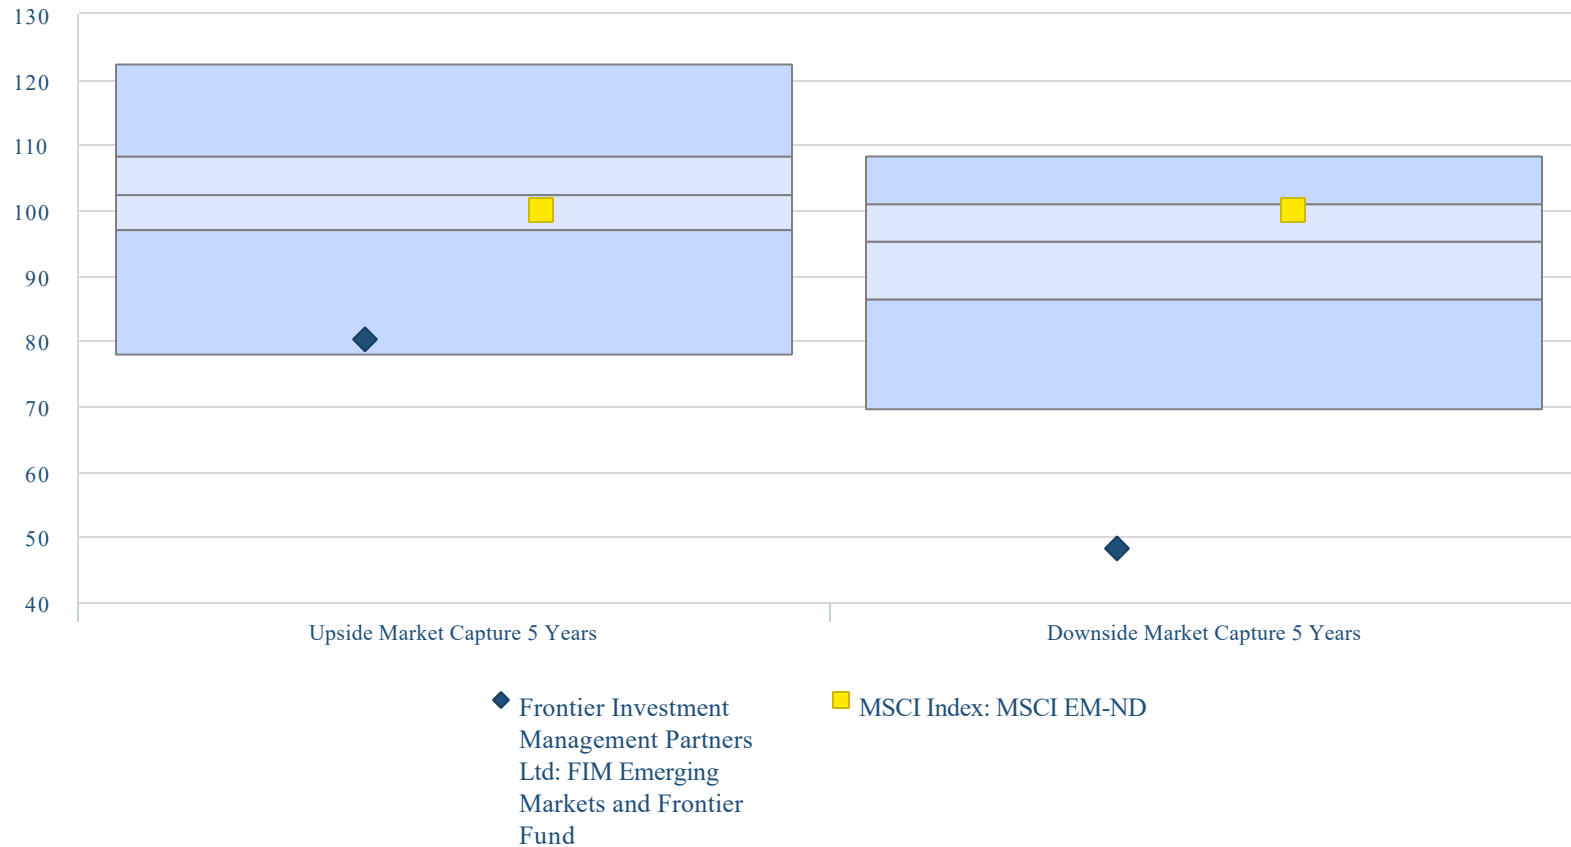 130
120
110
100
90
80
70
60
50
40
Upside Market Capture 5 Years
Downside Market Capture 5 Years
Frontier Investment
Management Partners
Ltd: FIM Emerging
Markets and Frontier
Fund
MSCI Index: MSCI EM-ND